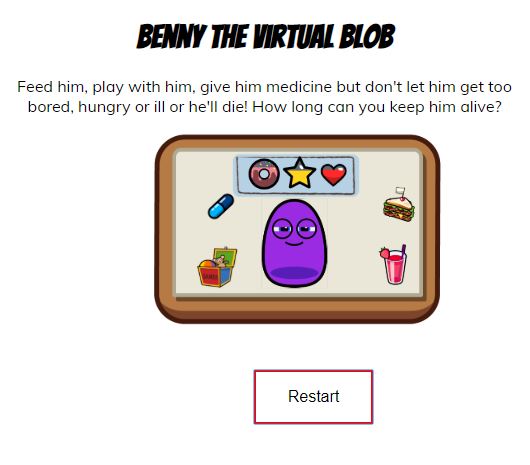 BENNY THE VIRTUAL BLOB
Feed him, play with him, give him medicine but don't let him get too
bored, hungry or ill or he'll die! How long can you keep him alive?
GAMES
Restart